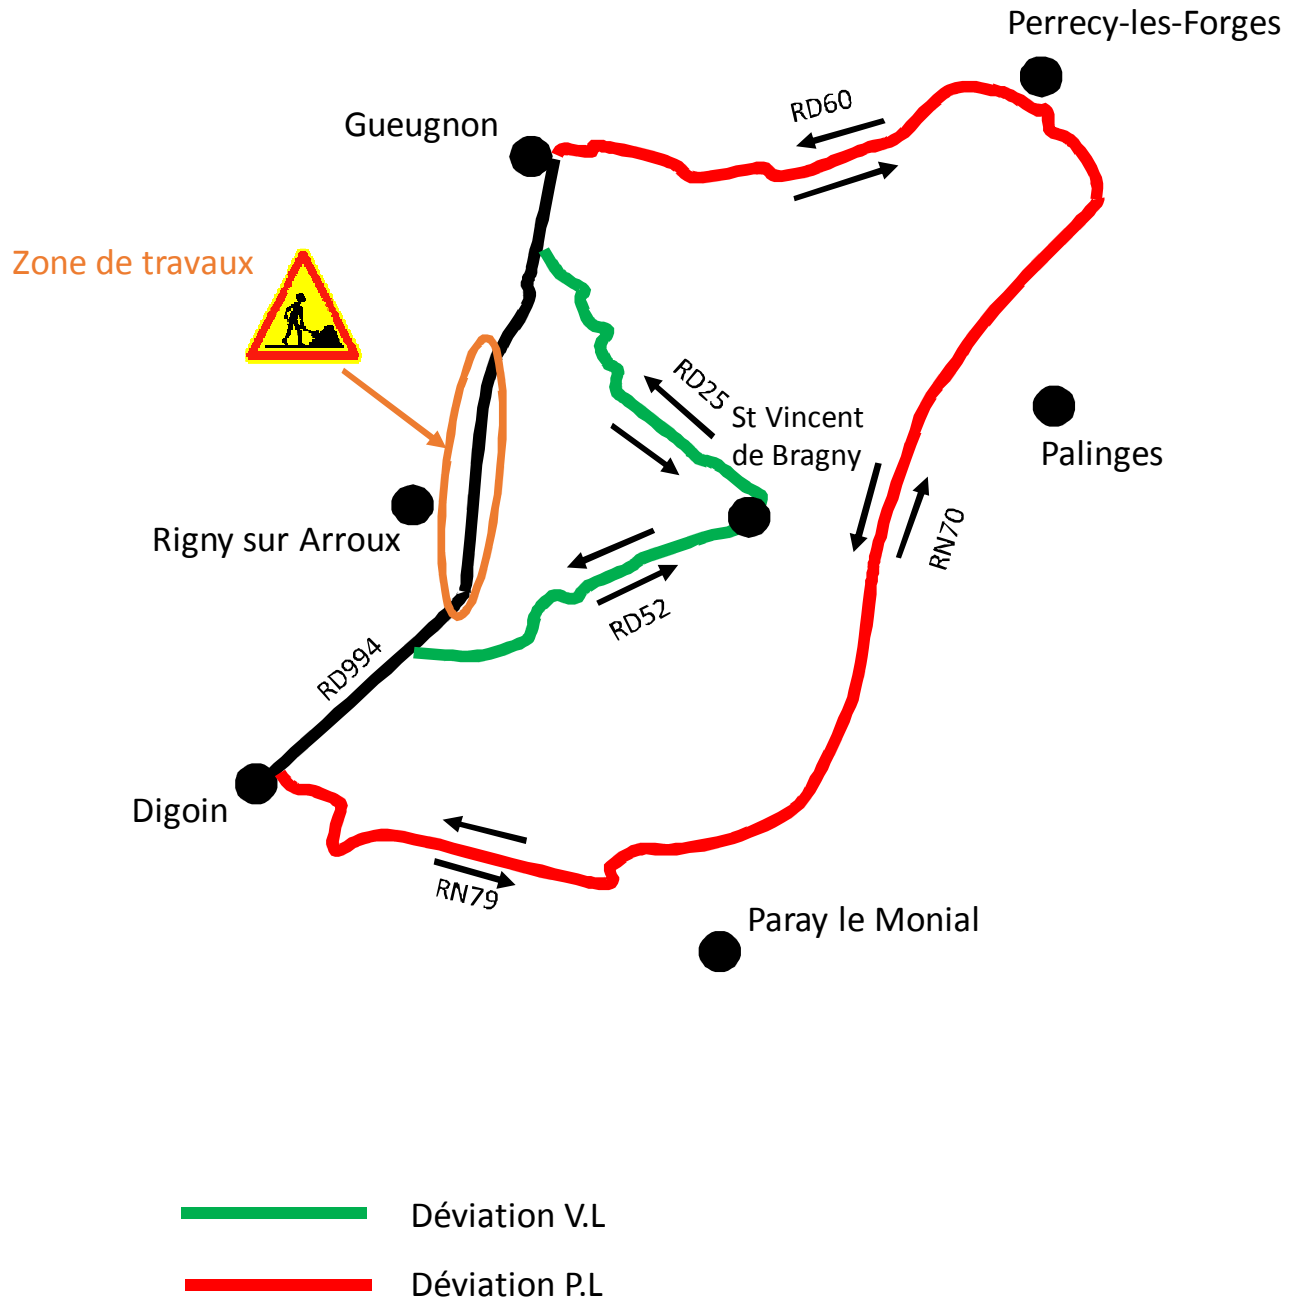 Perrecy-les-Forges
RD60
Gueugnon
Zone de travaux
RD25
St Vincent
de Bragny
Palinges
Rigny sur Arroux
RN70
RD52
RD994
Digoin
RN79
Paray le Monial
Déviation V.L
Déviation P.L